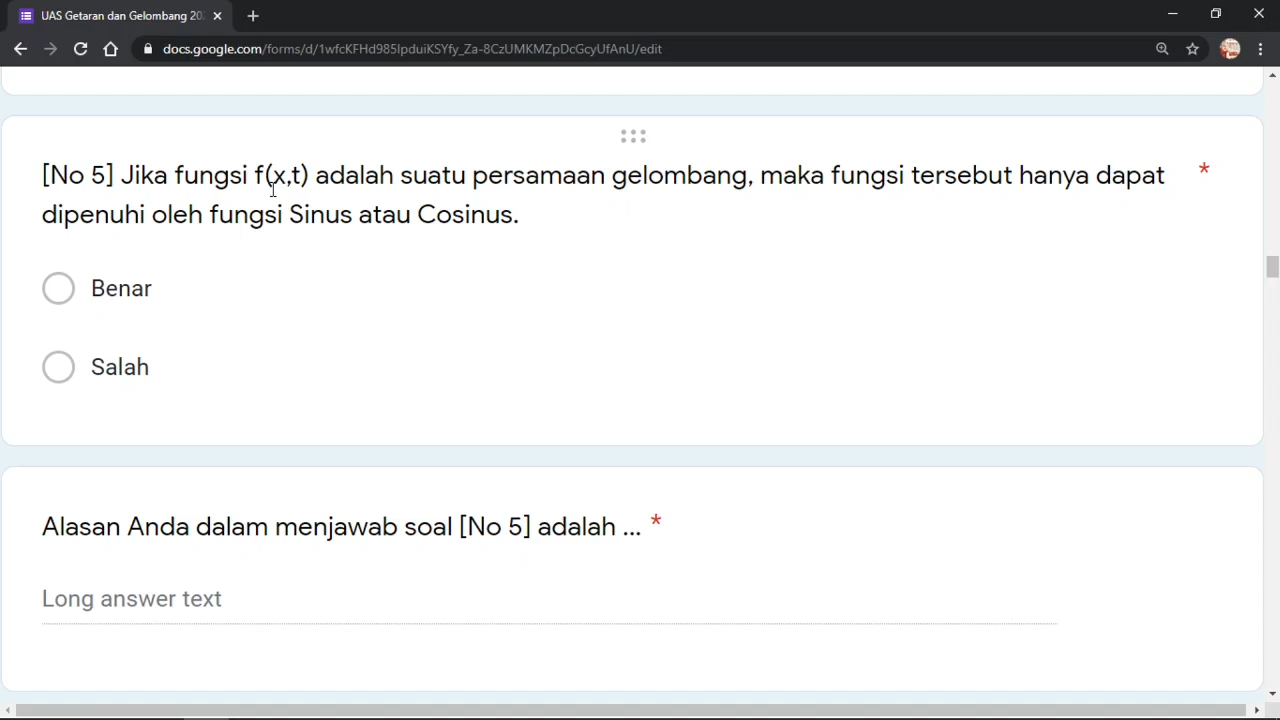 UAS Getaran dan Gelombang 20
docs.google.com/forms/d/1wfcKFHd985lpduiKSYfy_Za-8CzUMKMZpDcGcyUfAnU/edit
[No 5] Jika fungsi f(x,t) adalah suatu persamaan gelombang, maka fungsi tersebut hanya dapat *
dipenuhi oleh fungsi Sinus atau Cosinus.
Benar
Salah
Alasan Anda dalam menjawab soal [No 5] adalah ... *
Long answer text